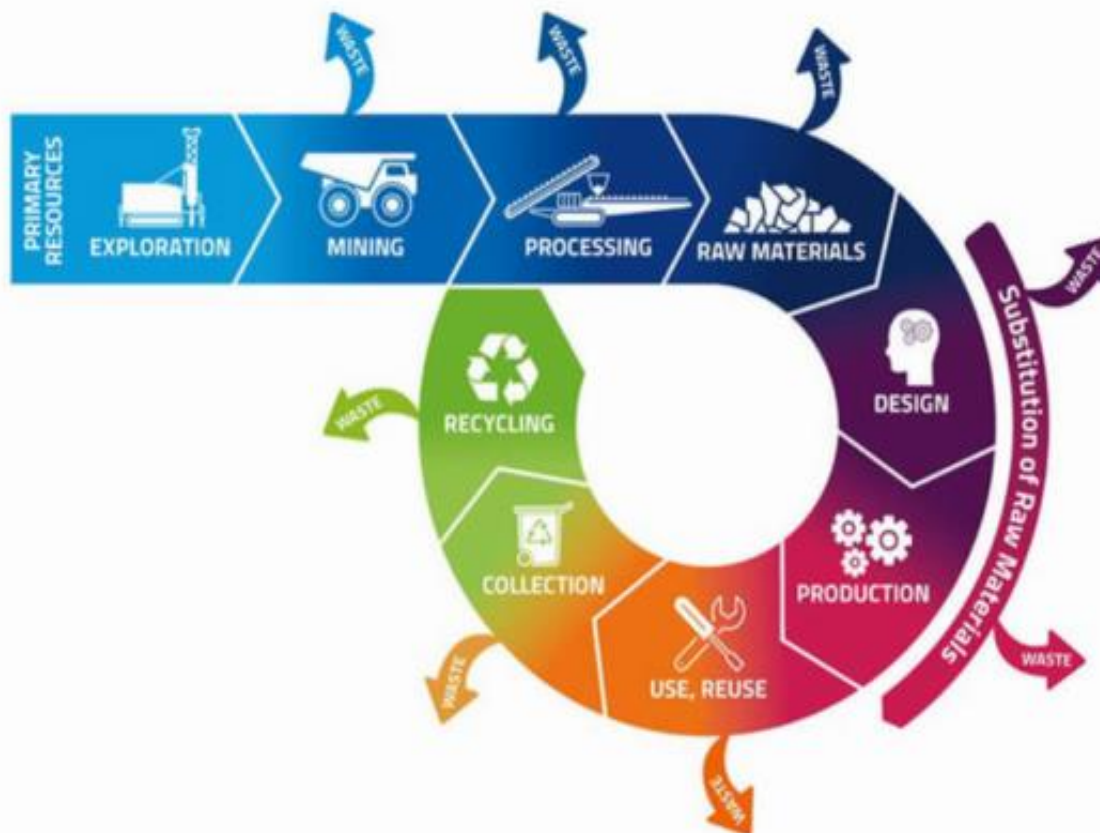 WASTE
WASTE
WASTE
PRIMARY
RESOURCES
EXPLORATION
MINING
PROCESSING
RAW MATERIALS
WASTE
Substitution of Raw Materials
DESIGN
RECYCLING
WASTE
COLLECTION
PRODUCTION
USE, REUSE
WASTE
WASTE
WASTE